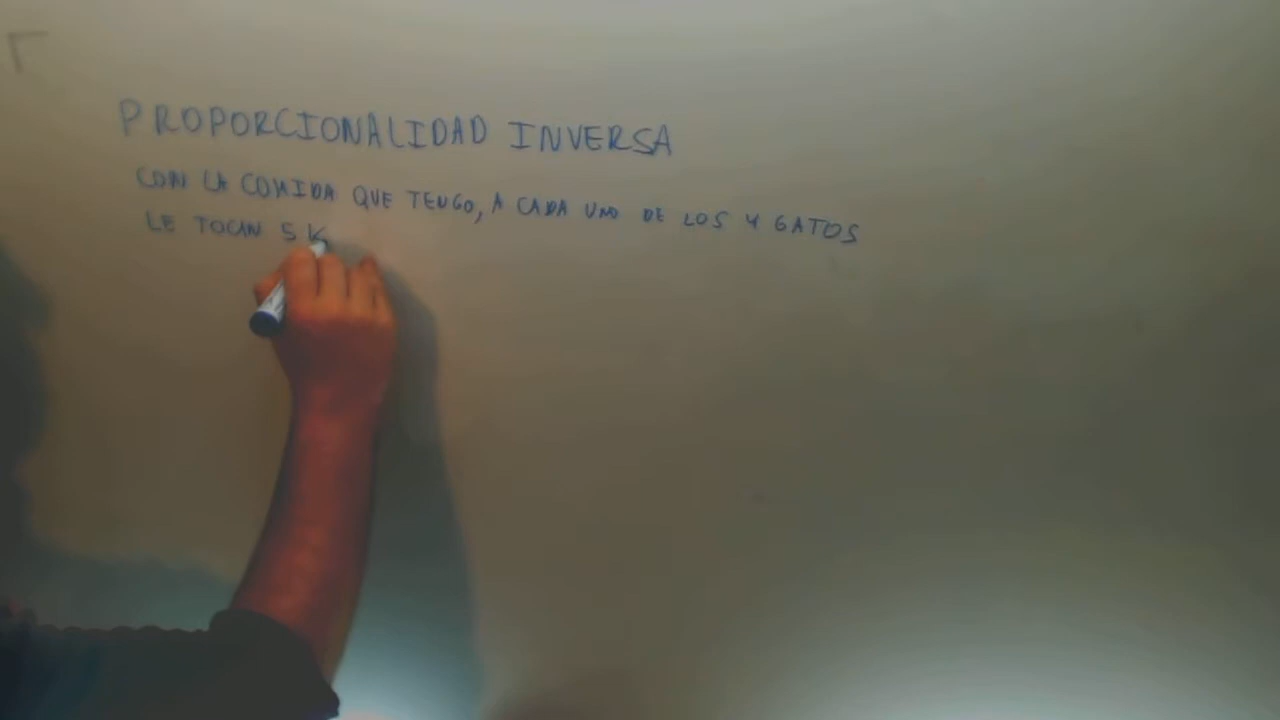 PROPORCIONALIDAD INVERSA
CON LA COMIDA QUE TENGO, A CADA UNO DE LOS 4 GATOS
LE TOCAN 5 K